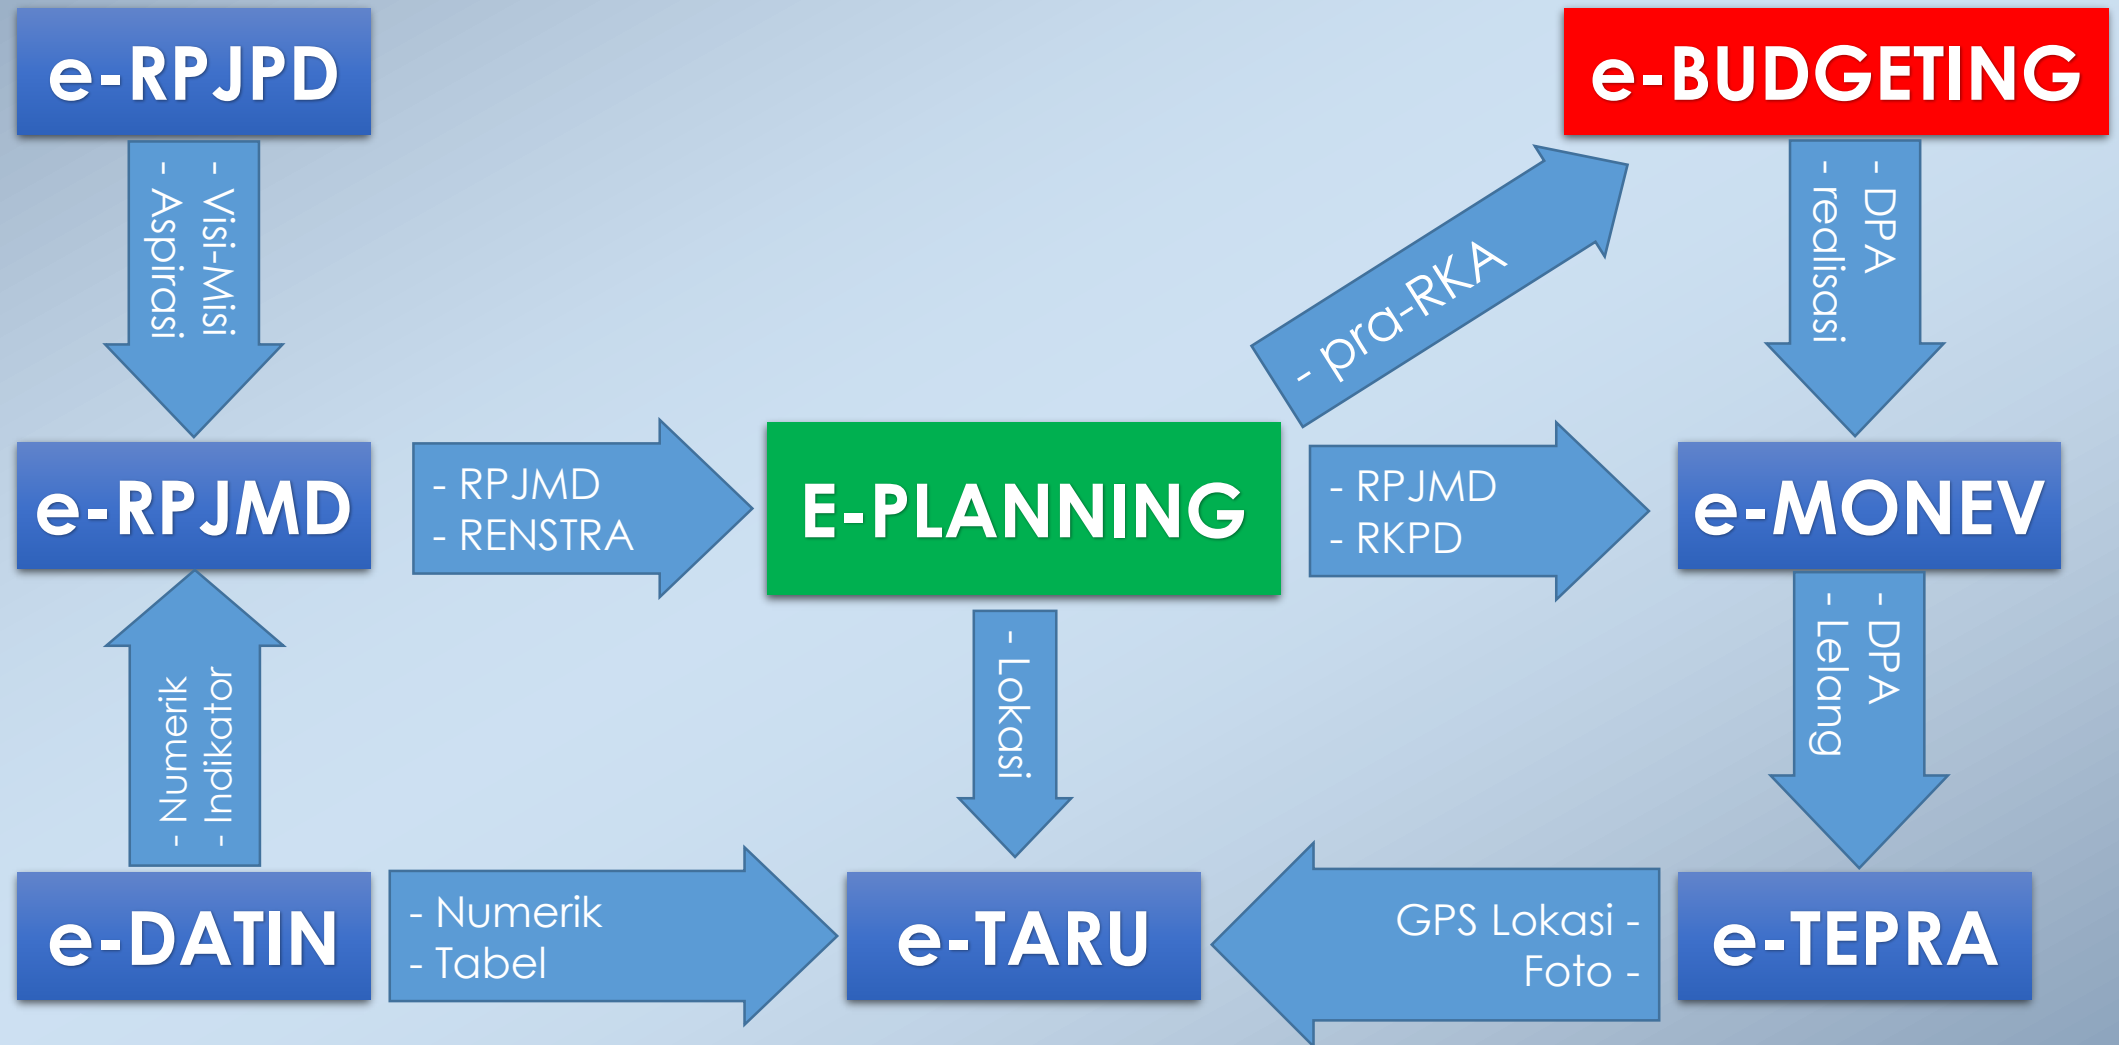 e-RPJPD
e-BUDGETING
- Visi-Misi
- Aspirasi
- pra-RKA
- DPA
- realisasi
e-RPJMD
- RPJMD
- RENSTRA
E-PLANNING
- RPJMD
- RKPD
e-MONEV
- Numerik
- Indikator
- Lokasi
- DPA
- Lelang
e-DATIN
- Numerik
- Tabel
e-TARU
GPS Lokasi -
Foto -
e-TEPRA